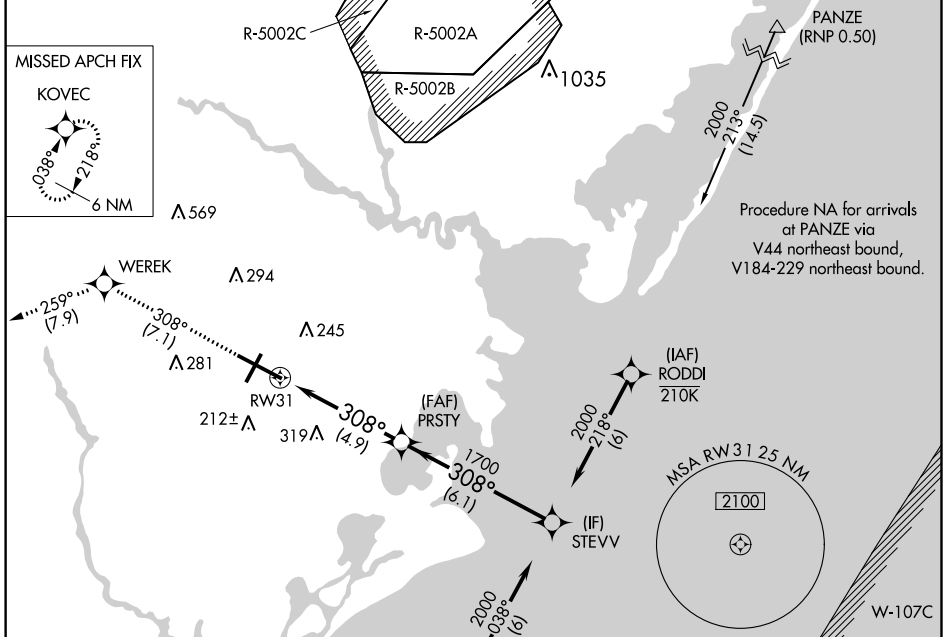 R-5002C
R-5002A
R-5002B
1035
PANZE
(RNP 0.50)
2000
213°
(14.5)
MISSED APCH FIX
KOVEC
038°
218°
6 NM
569
Procedure NA for arrivals
at PANZE via
V44 northeast bound,
V184-229 northeast bound.
WEREK
294
259°
(7.9)
308°
(7.1)
245
281
RW31
212±
319
308°
(4.9)
(FAF)
PRSTY
(IAF)
RODDI
210K
2000
218°
(6)
1700
308°
(6.1)
(IF)
STEVV
MSA RW31 25 NM
2100
2000
038°
(6)
W-107C